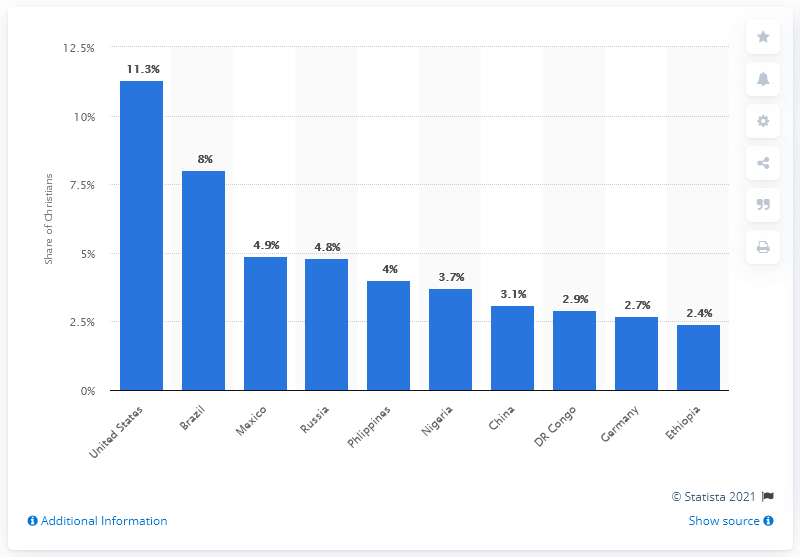 12.5%
10%
7.5%
5%
2.5%
0%
Share of Christians
11.3%
8%
4.9%
4.8%
4%
3.7%
3.1%
2.9%
2.7%
2.4%
United States
Brazil
Mexico
Russia
Phlippines
Nigeria
China
DR Congo
Germany
Ethiopia
© Statista 2021
Additional Information
Show source